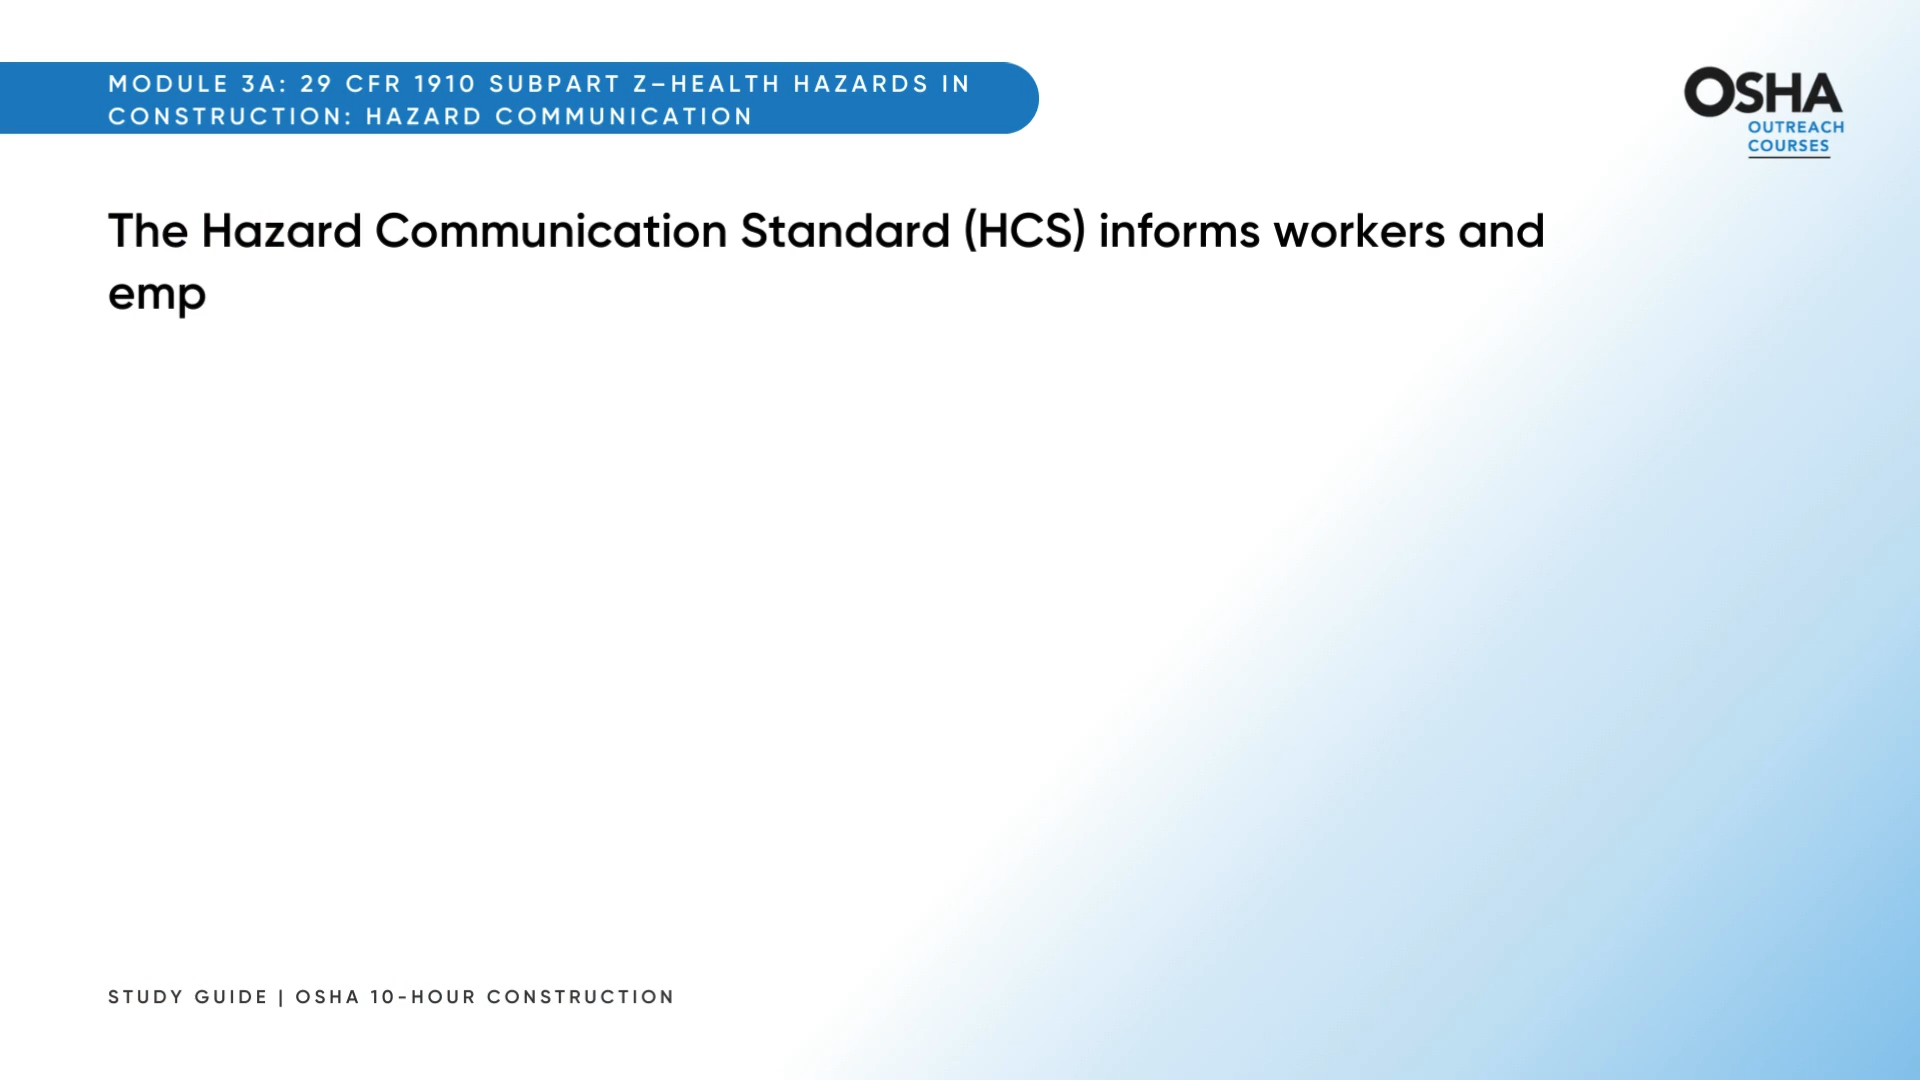 MODULE 3A: 29 CFR 1910 SUBPART Z–HEALTH HAZARDS IN
CONSTRUCTION: HAZARD COMMUNICATION
OSHA
OUTREACH
COURSES
The Hazard Communication Standard (HCS) informs workers and
emp
STUDY GUIDE | OSHA 10-HOUR CONSTRUCTION